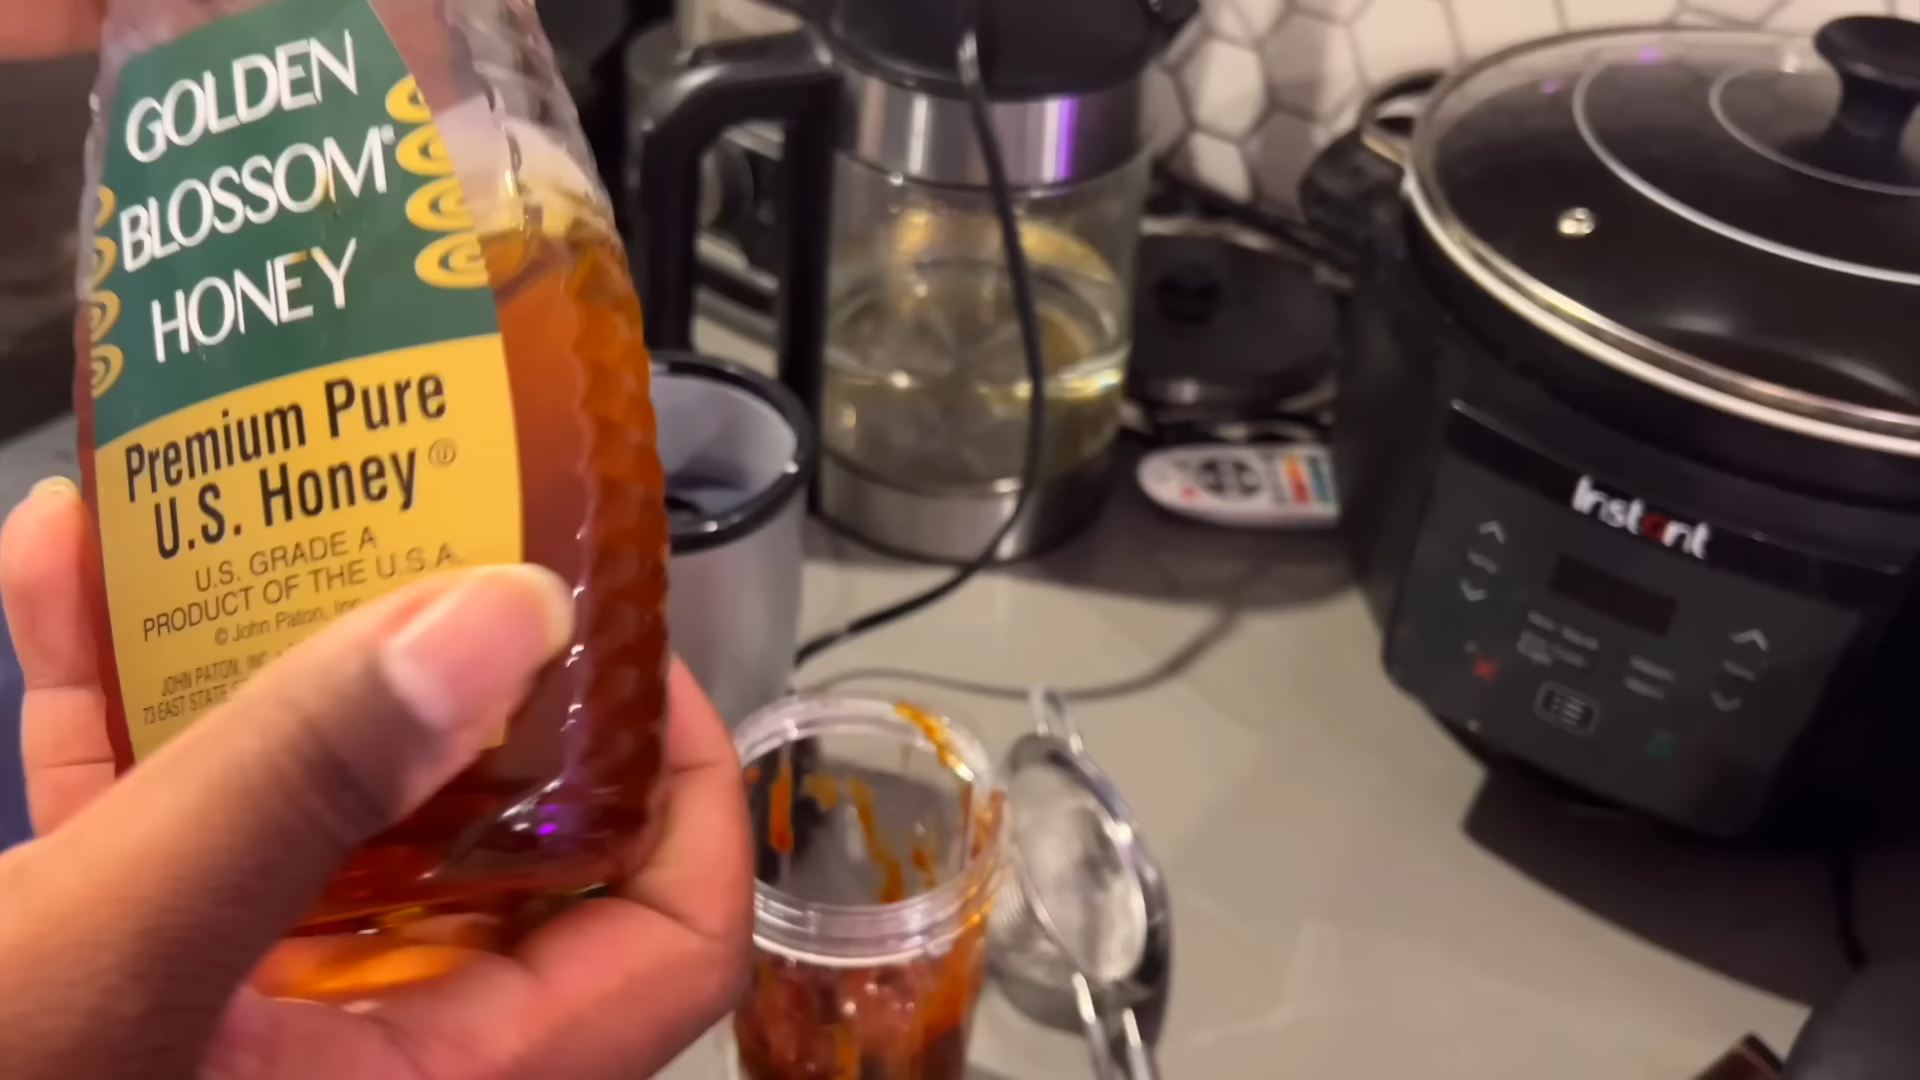 GOLDEN
BLOSSOM®
HONEY
Premium Pure
U.S. Honey Ⓤ
U.S. GRADE A
PRODUCT OF THE U.S.A.
© John Paton, Inc.
JOHN PATON, INC.
73 EAST STATE
Instant